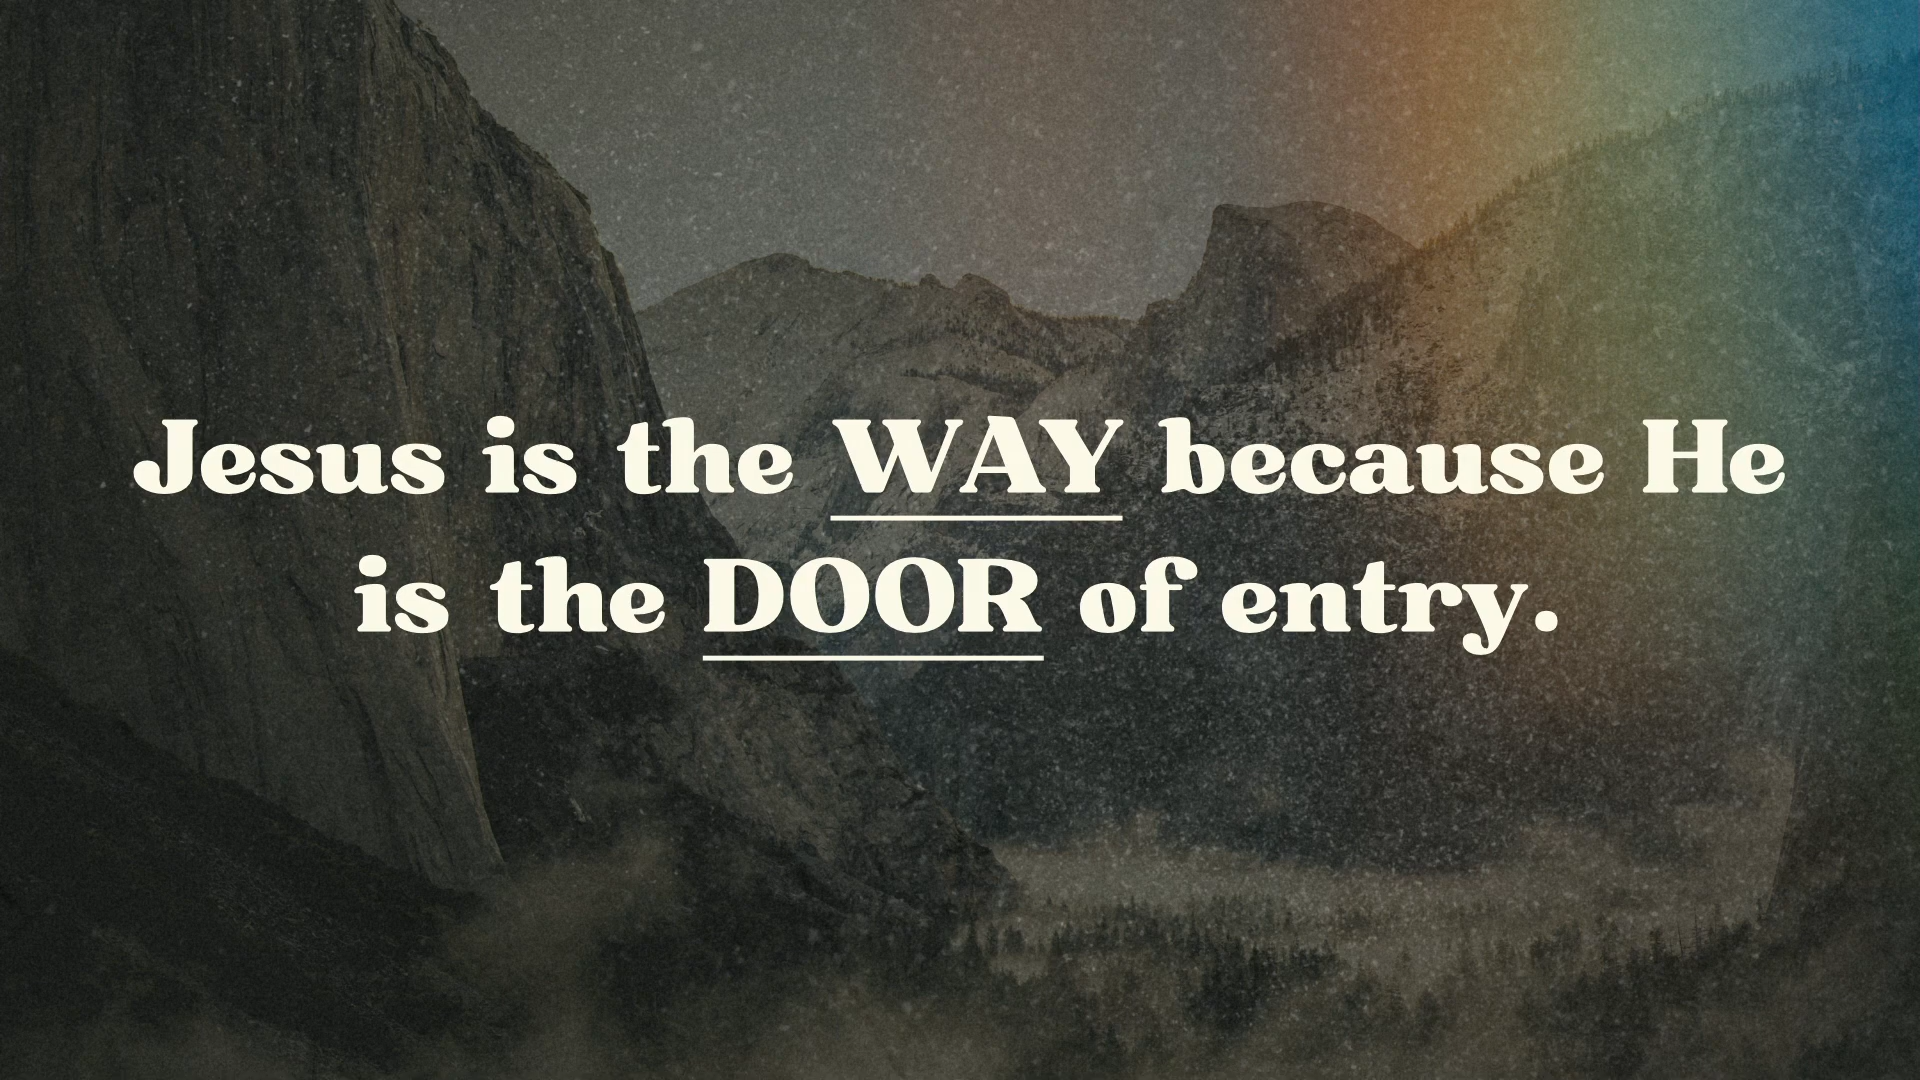 Jesus is the WAY because He
is the DOOR of entry.